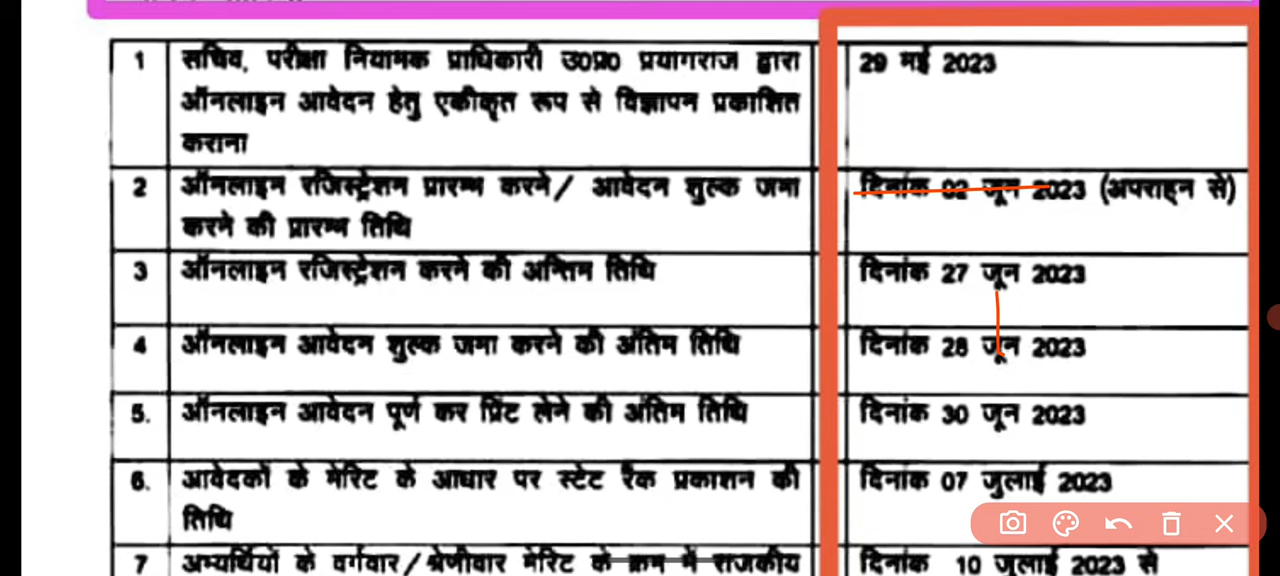 1 सचिव, परीक्षा नियामक प्राधिकारी उ0प्र0 प्रयागराज द्वारा 29 मई 2023
ऑनलाइन आवेदन हेतु एकीकृत रूप से विज्ञापन प्रकाशित
कराना
2 ऑनलाइन रजिस्ट्रेशन प्रारम्भ करने/ आवेदन शुल्क जमा दिनांक 02 जून 2023 (अपराह्न से)
करने की प्रारम्भ तिथि
3 ऑनलाइन रजिस्ट्रेशन करने की अन्तिम तिथि दिनांक 27 जून 2023
4 ऑनलाइन आवेदन शुल्क जमा करने की अंतिम तिथि दिनांक 28 जून 2023
5. ऑनलाइन आवेदन पूर्ण कर प्रिंट लेने की अंतिम तिथि दिनांक 30 जून 2023
6. आवेदकों के मेरिट के आधार पर स्टेट रैंक प्रकाशन की दिनांक 07 जुलाई 2023
तिथि
7 अभ्यर्थियों के वर्गवार/श्रेणीवार मेरिट के क्रम में राजकीय दिनांक 10 जुलाई 2023 से